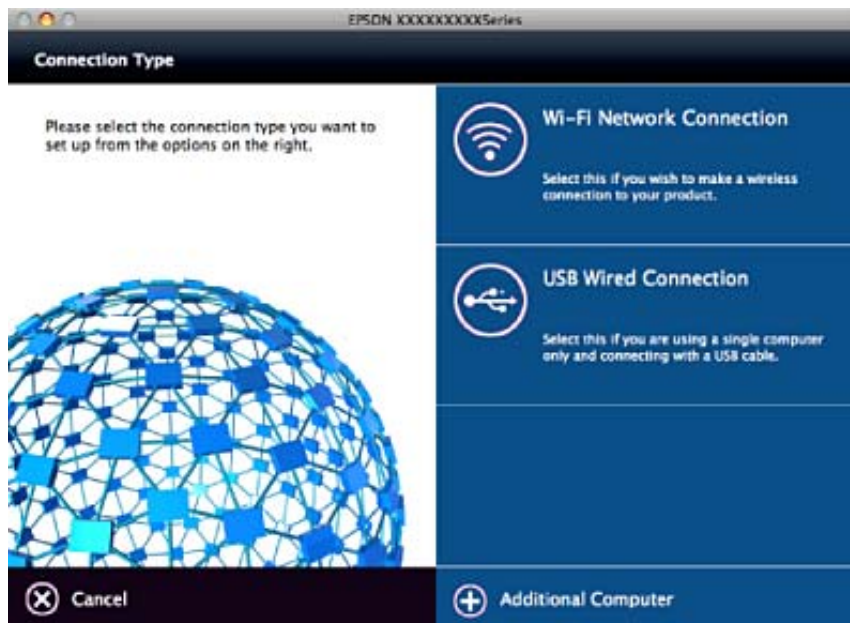 EPSON XXXXXXXXXSeries
Connection Type
Please select the connection type you want to
set up from the options on the right.
Wi-Fi Network Connection
Select this if you wish to make a wireless
connection to your product.
USB Wired Connection
Select this if you are using a single computer
only and connecting with a USB cable.
Cancel
Additional Computer